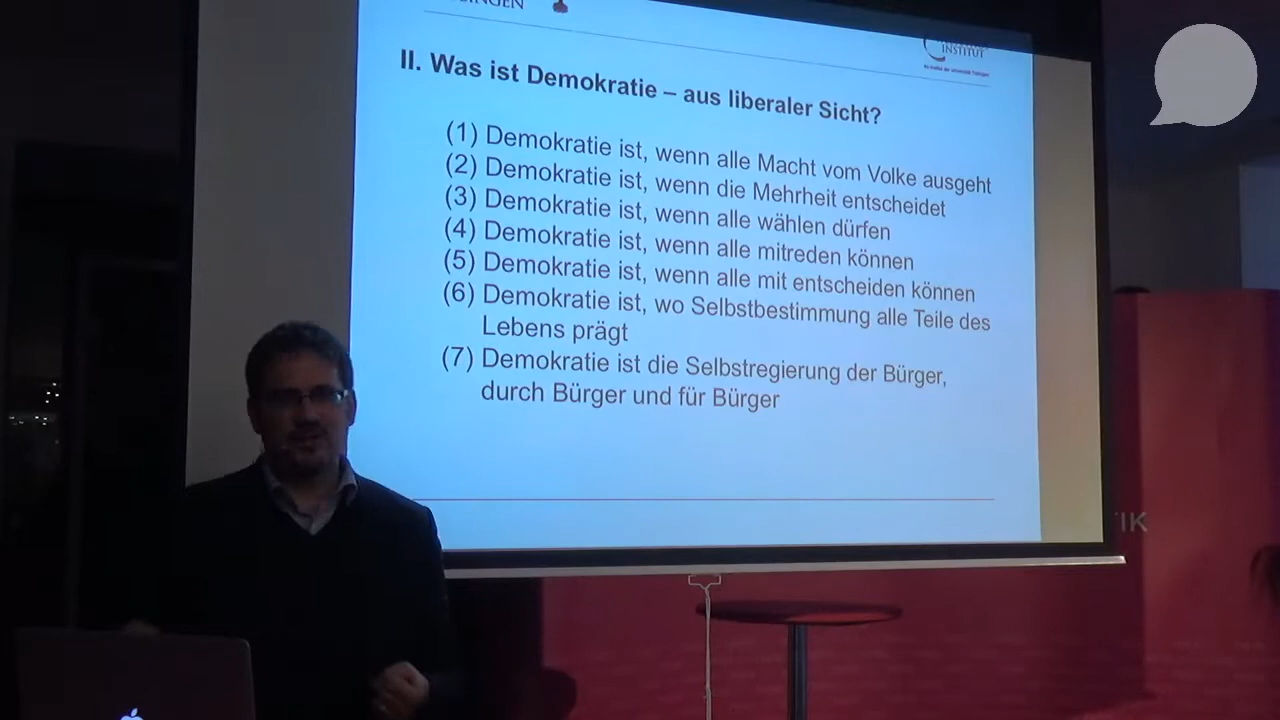 INSTITUT
II. Was ist Demokratie – aus liberaler Sicht?
(1) Demokratie ist, wenn alle Macht vom Volke ausgeht
(2) Demokratie ist, wenn die Mehrheit entscheidet
(3) Demokratie ist, wenn alle wählen dürfen
(4) Demokratie ist, wenn alle mitreden können
(5) Demokratie ist, wenn alle mit entscheiden können
(6) Demokratie ist, wo Selbstbestimmung alle Teile des
Lebens prägt
(7) Demokratie ist die Selbstregierung der Bürger,
durch Bürger und für Bürger